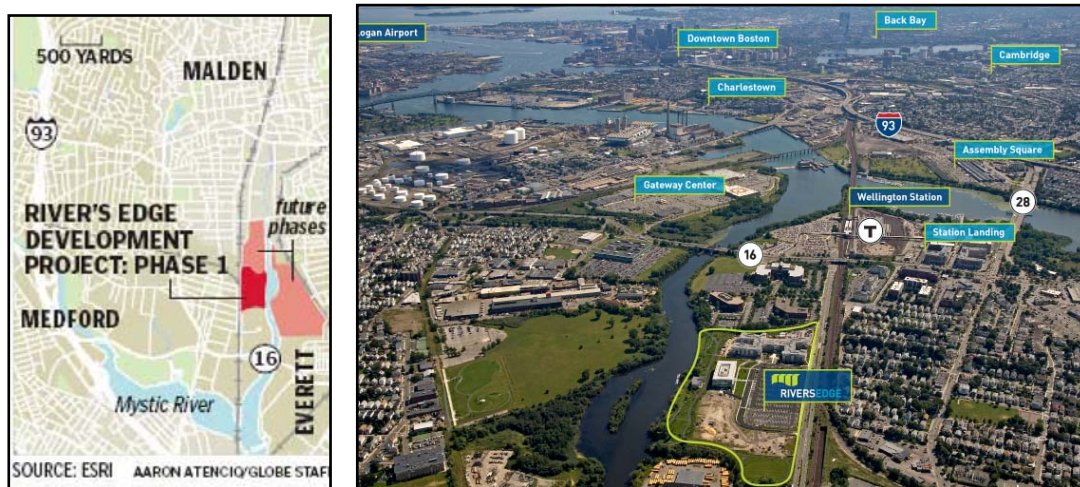 500 YARDS
MALDEN
93
RIVER'S EDGE
DEVELOPMENT
PROJECT: PHASE 1
future
phases
MEDFORD
16
EVERETT
Mystic River
SOURCE: ESRI
AARON ATENCIO/GLOBE STAF
ogan Airport
Downtown Boston
Back Bay
Cambridge
Charlestown
93
Assembly Square
Gateway Center
Wellington Station
28
T
Station Landing
16
RIVERSEDGE